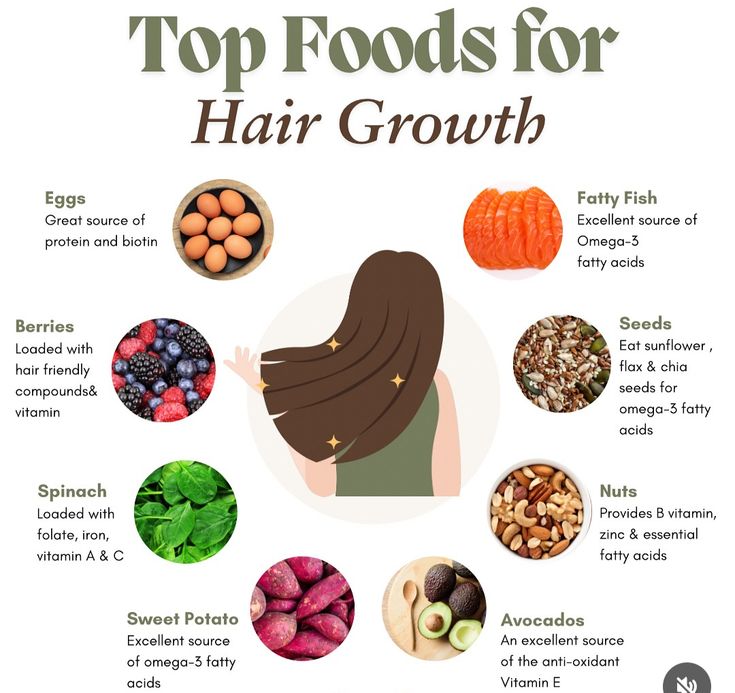 Top Foods for
Hair Growth
Eggs
Great source of
protein and biotin
Fatty Fish
Excellent source of
Omega-3
fatty acids
Berries
Loaded with
hair friendly
compounds&
vitamin
Seeds
Eat sunflower ,
flax & chia
seeds for
omega-3 fatty
acids
Spinach
Loaded with
folate, iron,
vitamin A & C
Nuts
Provides B vitamin,
zinc & essential
fatty acids
Sweet Potato
Excellent source
of omega-3 fatty
acids
Avocados
An excellent source
of the anti-oxidant
Vitamin E